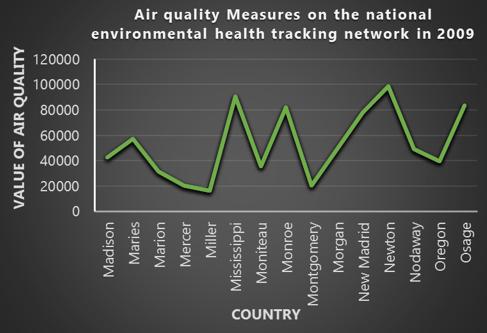 Air quality Measures on the national
environmental health tracking network in 2009
VALUE OF AIR QUALITY
120000
100000
80000
60000
40000
20000
0
Madison
Maries
Marion
Mercer
Miller
Mississippi
Moniteau
Monroe
Montgomery
Morgan
New Madrid
Newton
Nodaway
Oregon
Osage
COUNTRY